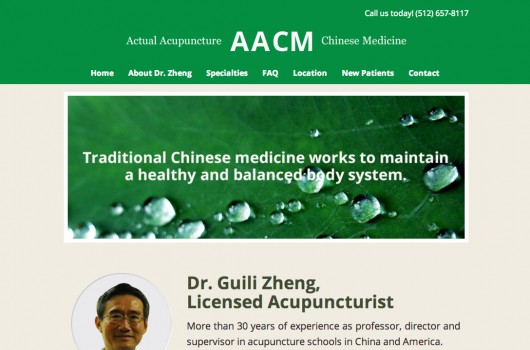 Call us today! (512) 657-8117
Actual Acupuncture AACM Chinese Medicine
Home About Dr. Zheng Specialties FAQ Location New Patients Contact
Traditional Chinese medicine works to maintain
a healthy and balanced body system.
Dr. Guili Zheng,
Licensed Acupuncturist
More than 30 years of experience as professor, director and
supervisor in acupuncture schools in China and America.